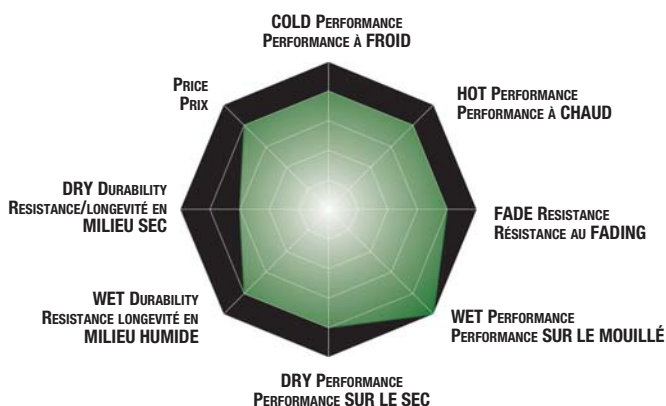 COLD PERFORMANCE
PERFORMANCE À FROID
PRICE
PRIX
HOT PERFORMANCE
PERFORMANCE À CHAUD
DRY DURABILITY
RESISTANCE/LONGEVITÉ EN
MILIEU SEC
FADE RESISTANCE
RÉSISTANCE AU FADING
WET DURABILITY
RESISTANCE LONGEVITÉ EN
MILIEU HUMIDE
WET PERFORMANCE
PERFORMANCE SUR LE MOUILLÉ
DRY PERFORMANCE
PERFORMANCE SUR LE SEC